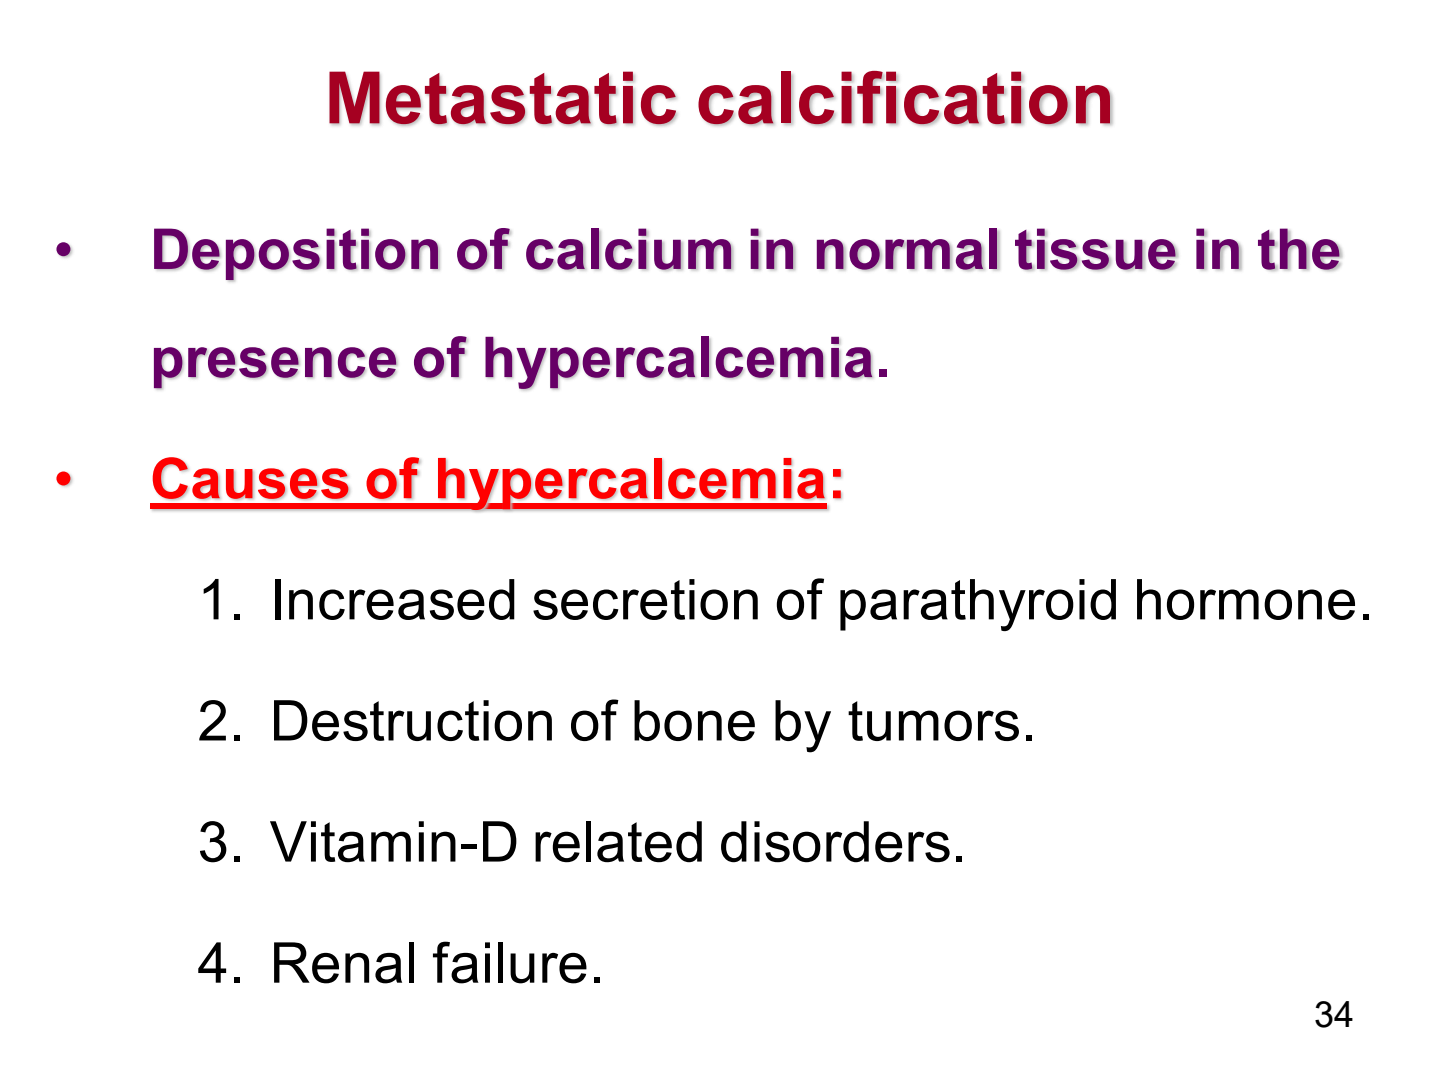 Metastatic calcification
• Deposition of calcium in normal tissue in the
presence of hypercalcemia.
• Causes of hypercalcemia:
1. Increased secretion of parathyroid hormone.
2. Destruction of bone by tumors.
3. Vitamin-D related disorders.
4. Renal failure.
34